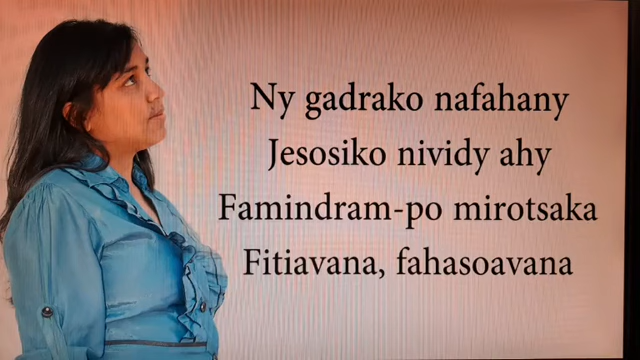 Ny gadrako nafahany
Jesosiko nividy ahy
Famindram-po mirotsaka
Fitiavana, fahasoavana